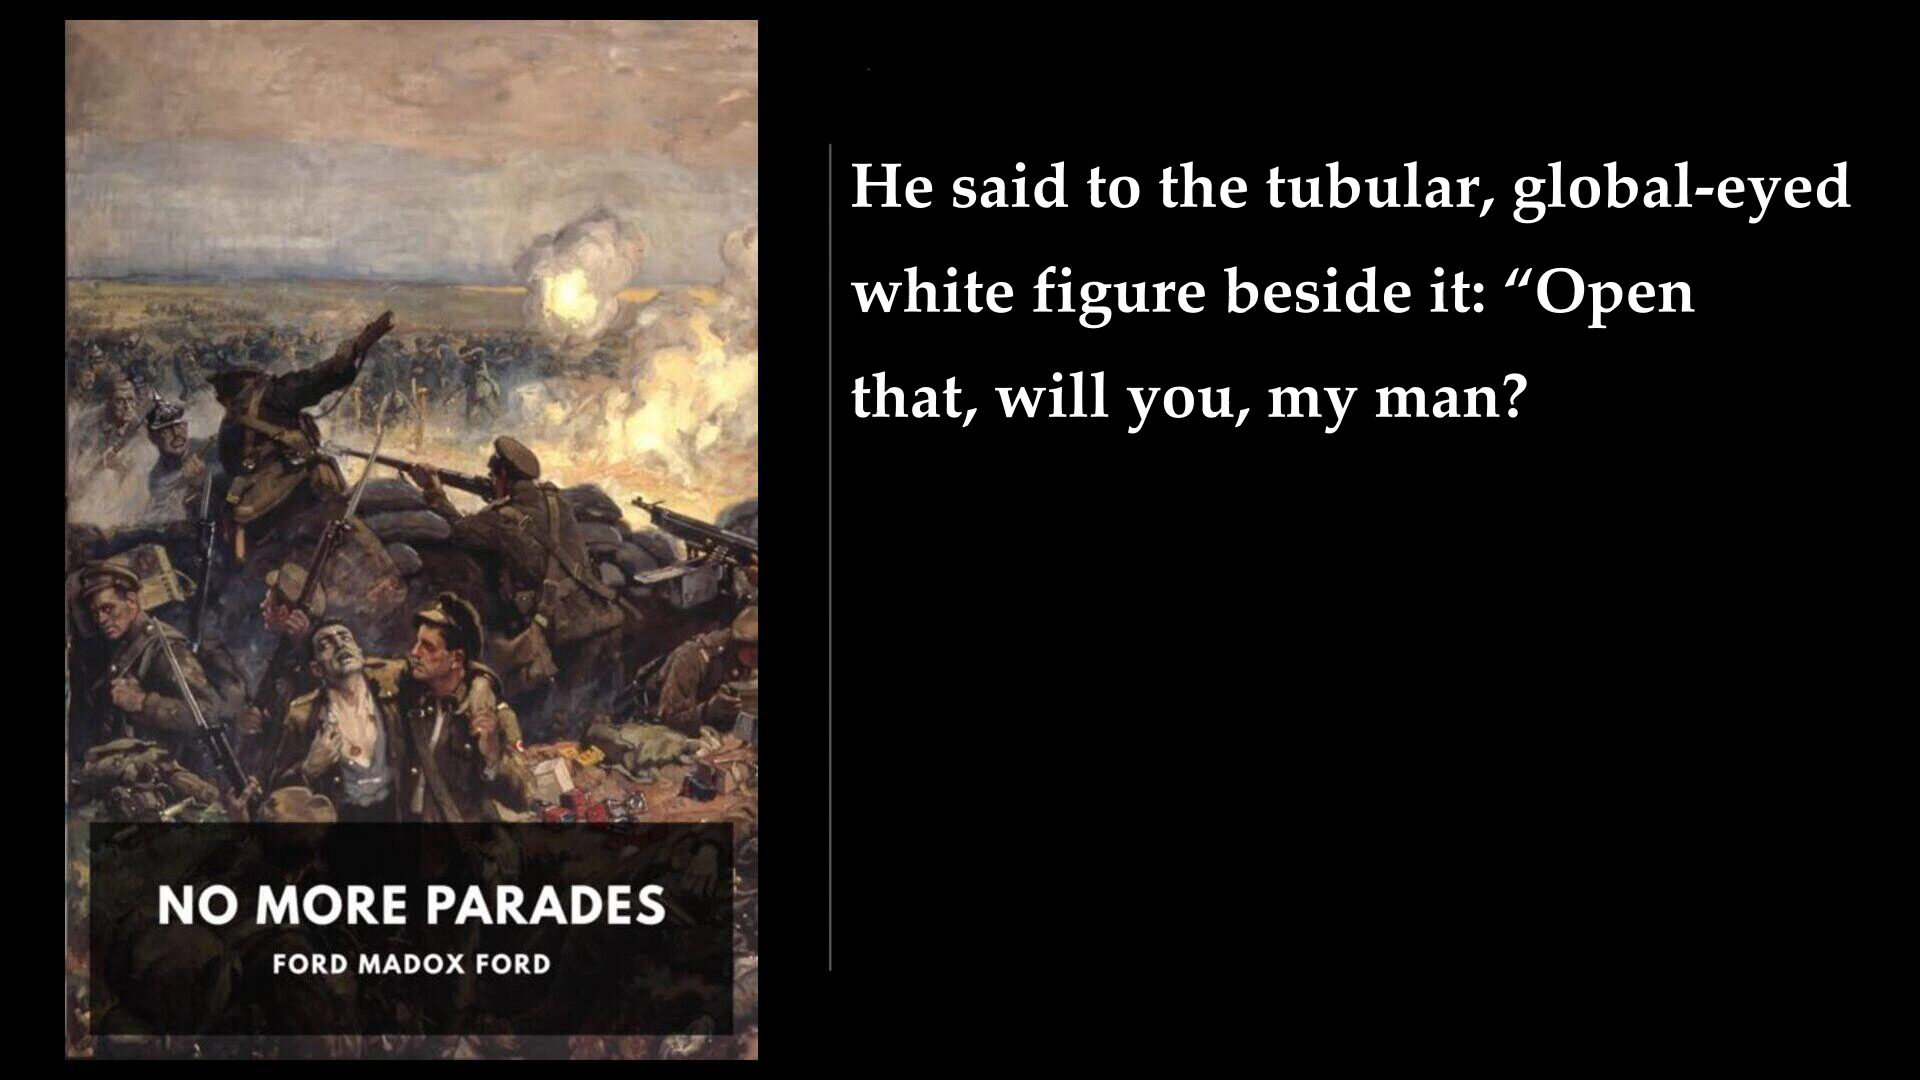 He said to the tubular, global-eyed
white figure beside it: “Open
that, will you, my man?
NO MORE PARADES
FORD MADOX FORD